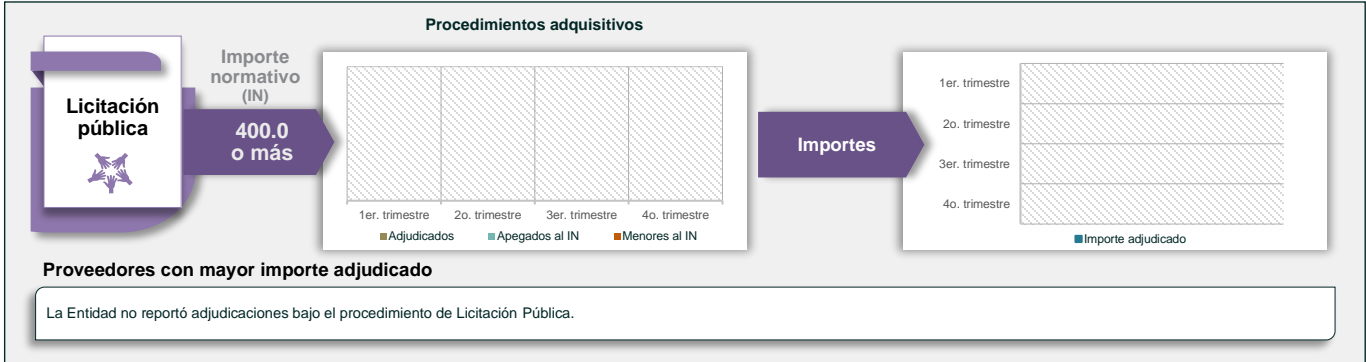 Procedimientos adquisitivos
Licitación
pública
Importe
normativo
(IN)
400.0
o más
1er. trimestre
2o. trimestre
3er. trimestre
4o. trimestre
Adjudicados
Apegados al IN
Menores al IN
Importes
1er. trimestre
2o. trimestre
3er. trimestre
4o. trimestre
Importe adjudicado
Proveedores con mayor importe adjudicado
La Entidad no reportó adjudicaciones bajo el procedimiento de Licitación Pública.